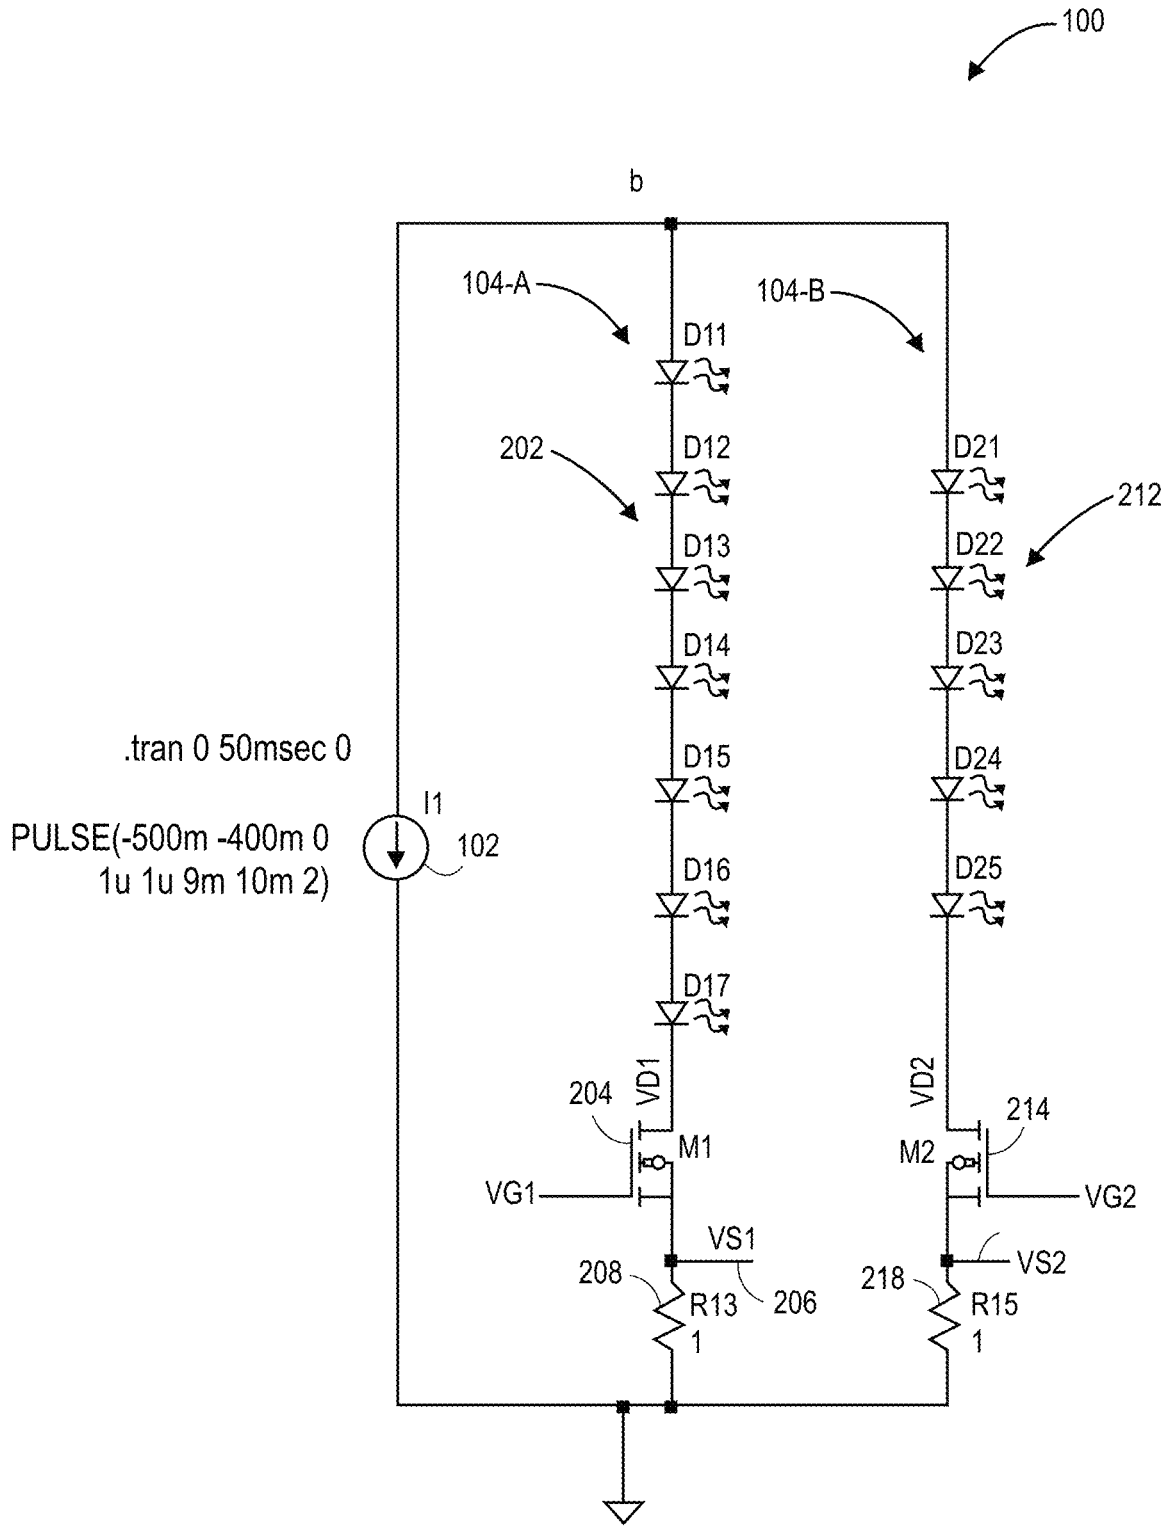 100
b
104-A
104-B
D11
D12
D21
202
212
D13
D22
D14
D23
.tran 0 50msec 0
D15
D24
I1
PULSE(-500m -400m 0
1u 1u 9m 10m 2)
102
D16
D25
D17
VD1
VD2
204
214
M1
M2
VG1
VG2
VS1
VS2
208
218
R13
1
206
R15
1